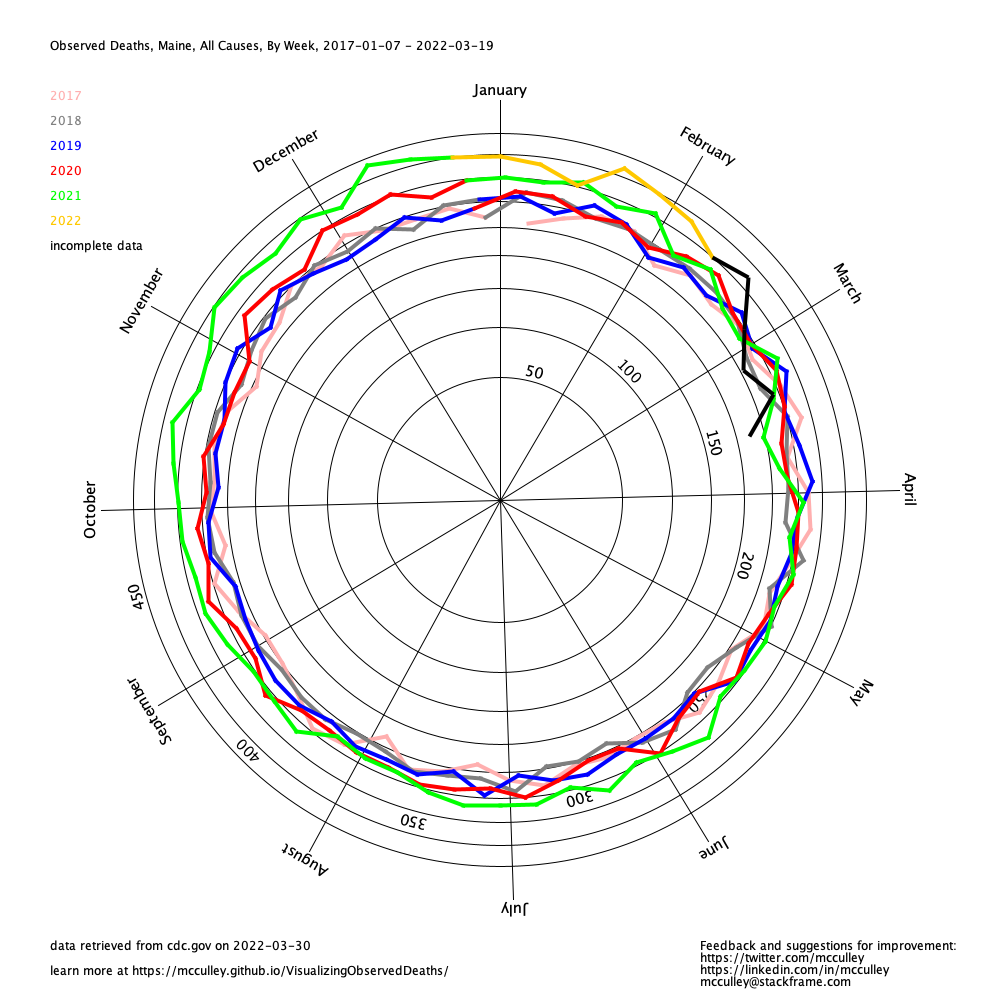 Observed Deaths, Maine, All Causes, By Week, 2017-01-07 - 2022-03-19
2017
2018
2019
2020
2021
2022
incomplete data
January
February
March
April
May
June
July
August
September
October
November
December
50
100
150
200
250
300
350
400
450
data retrieved from cdc.gov on 2022-03-30
learn more at https://mcculley.github.io/VisualizingObservedDeaths/
Feedback and suggestions for improvement:
https://twitter.com/mcculley
https://linkedin.com/in/mcculley
mcculley@stackframe.com